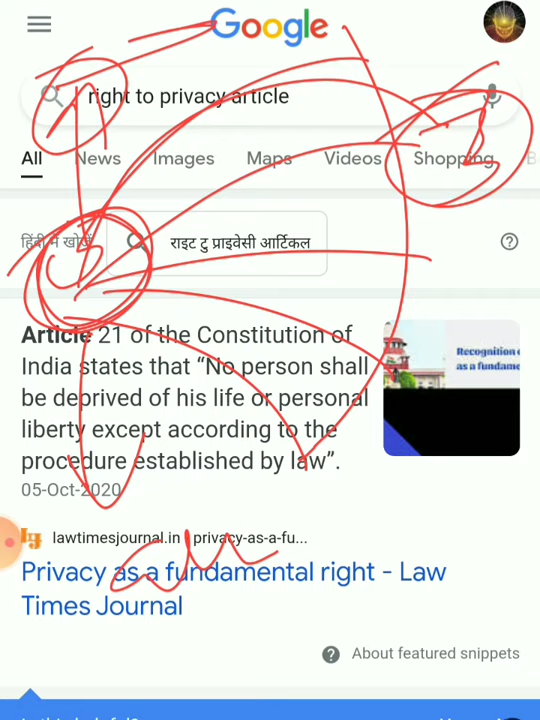 Google
right to privacy article
All News Images Maps Videos Shopping
हिंदी में खोजें राइट टु प्राइवेसी आर्टिकल
Article 21 of the Constitution of
India states that “No person shall
be deprived of his life or personal
liberty except according to the
procedure established by law”.
05-Oct-2020
Recognition
as a fundame
lawtimesjournal.in privacy-as-a-fu...
Privacy as a fundamental right - Law
Times Journal
About featured snippets